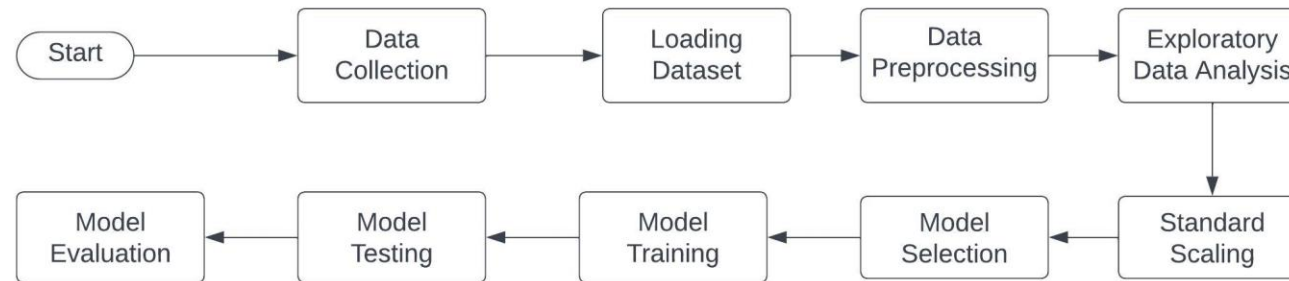 Start
Data
Collection
Loading
Dataset
Data
Preprocessing
Exploratory
Data Analysis
Standard
Scaling
Model
Selection
Model
Training
Model
Testing
Model
Evaluation